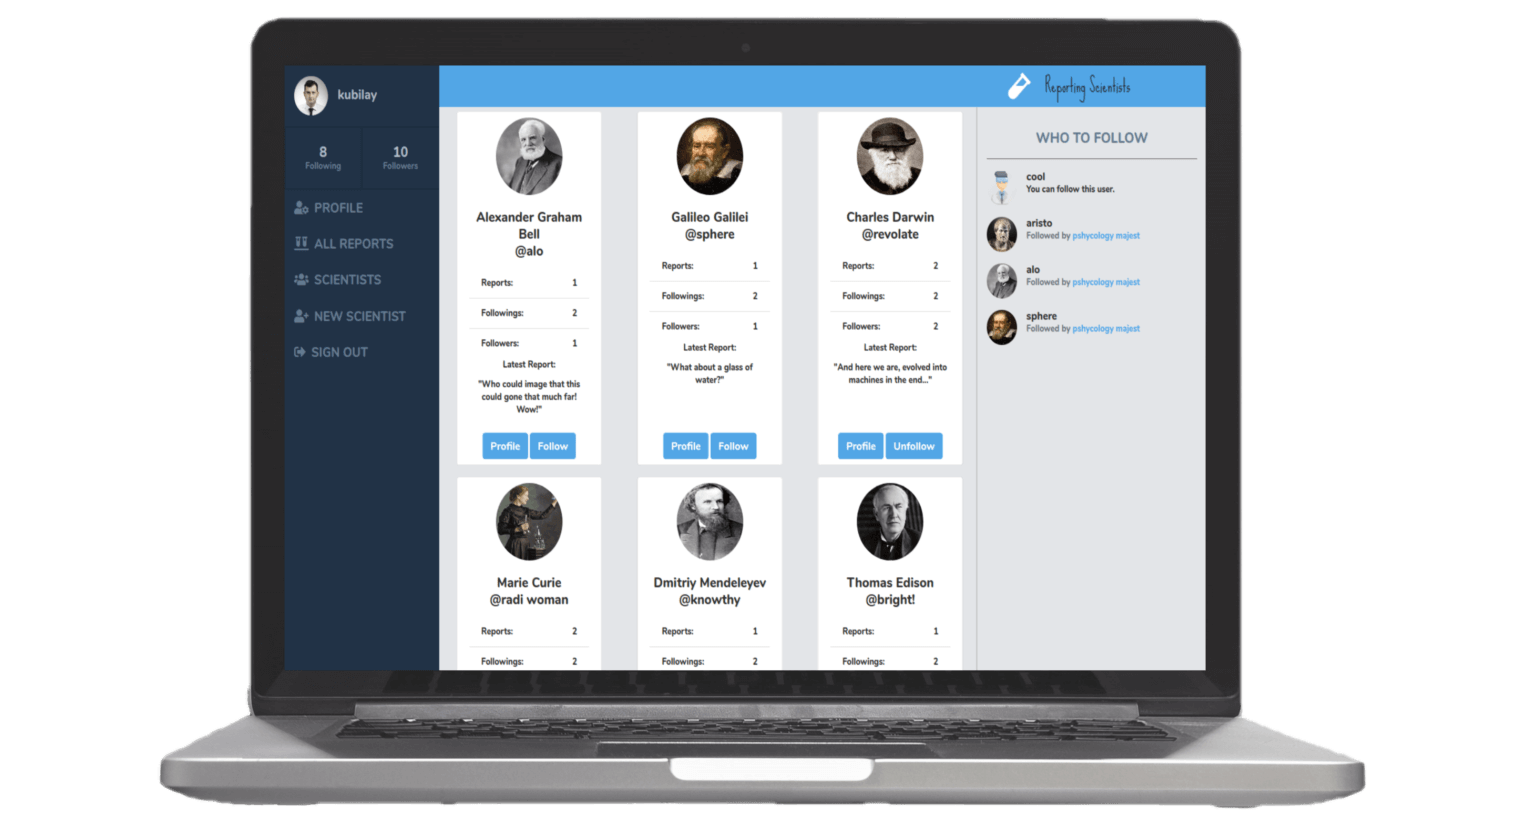 kubilay
8
Following
10
Followers
PROFILE
ALL REPORTS
SCIENTISTS
NEW SCIENTIST
SIGN OUT
Reporting Scientists
Alexander Graham
Bell
@alo
Reports: 1
Followings: 2
Followers: 1
Latest Report:
"Who could image that this
could gone that much far!
Wow!"
Profile Follow
Galileo Galilei
@sphere
Reports: 1
Followings: 2
Followers: 1
Latest Report:
"What about a glass of
water?"
Profile Follow
Charles Darwin
@revolate
Reports: 2
Followings: 2
Followers: 2
Latest Report:
"And here we are, evolved into
machines in the end..."
Profile Unfollow
Marie Curie
@radi woman
Reports: 2
Followings: 2
Dmitriy Mendeleyev
@knowthy
Reports: 1
Followings: 2
Thomas Edison
@bright!
Reports: 1
Followings: 2
WHO TO FOLLOW
cool
You can follow this user.
aristo
Followed by pshycology majest
alo
Followed by pshycology majest
sphere
Followed by pshycology majest